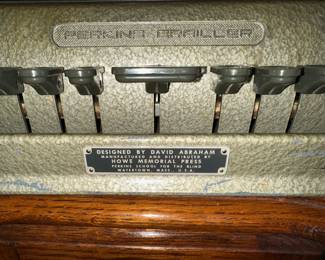 PERKINS BRAILLER
DESIGNED BY DAVID ABRAHAM
MANUFACTURED AND DISTRIBUTED BY
HOWE MEMORIAL PRESS
PERKINS SCHOOL FOR THE BLIND
WATERTOWN, MASS., U.S.A.